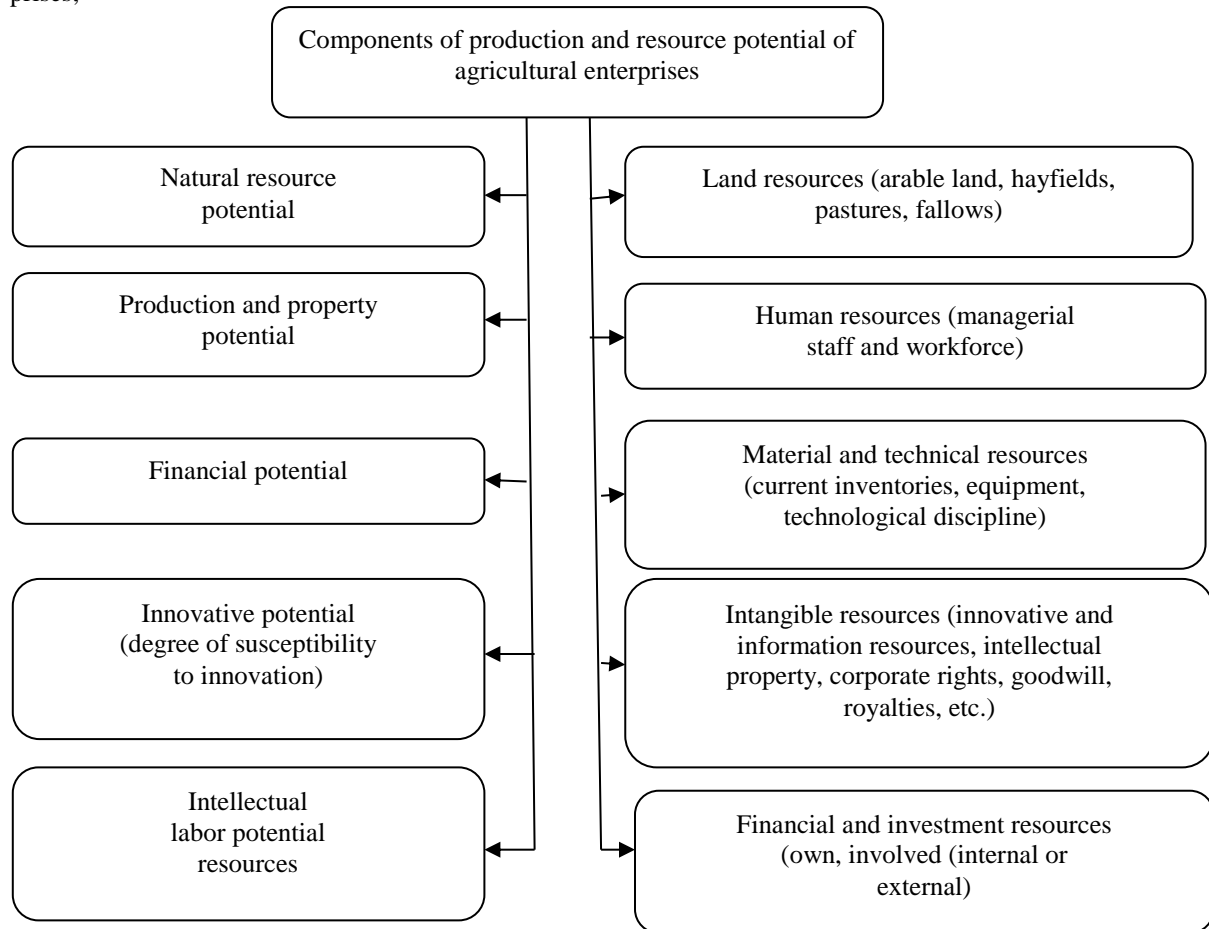 prises,
Components of production and resource potential of
agricultural enterprises
Natural resource
potential
Land resources (arable land, hayfields,
pastures, fallows)
Production and property
potential
Human resources (managerial
staff and workforce)
Financial potential
Material and technical resources
(current inventories, equipment,
technological discipline)
Innovative potential
(degree of susceptibility
to innovation)
Intangible resources (innovative and
information resources, intellectual
property, corporate rights, goodwill,
royalties, etc.)
Intellectual
labor potential
resources
Financial and investment resources
(own, involved (internal or
external)